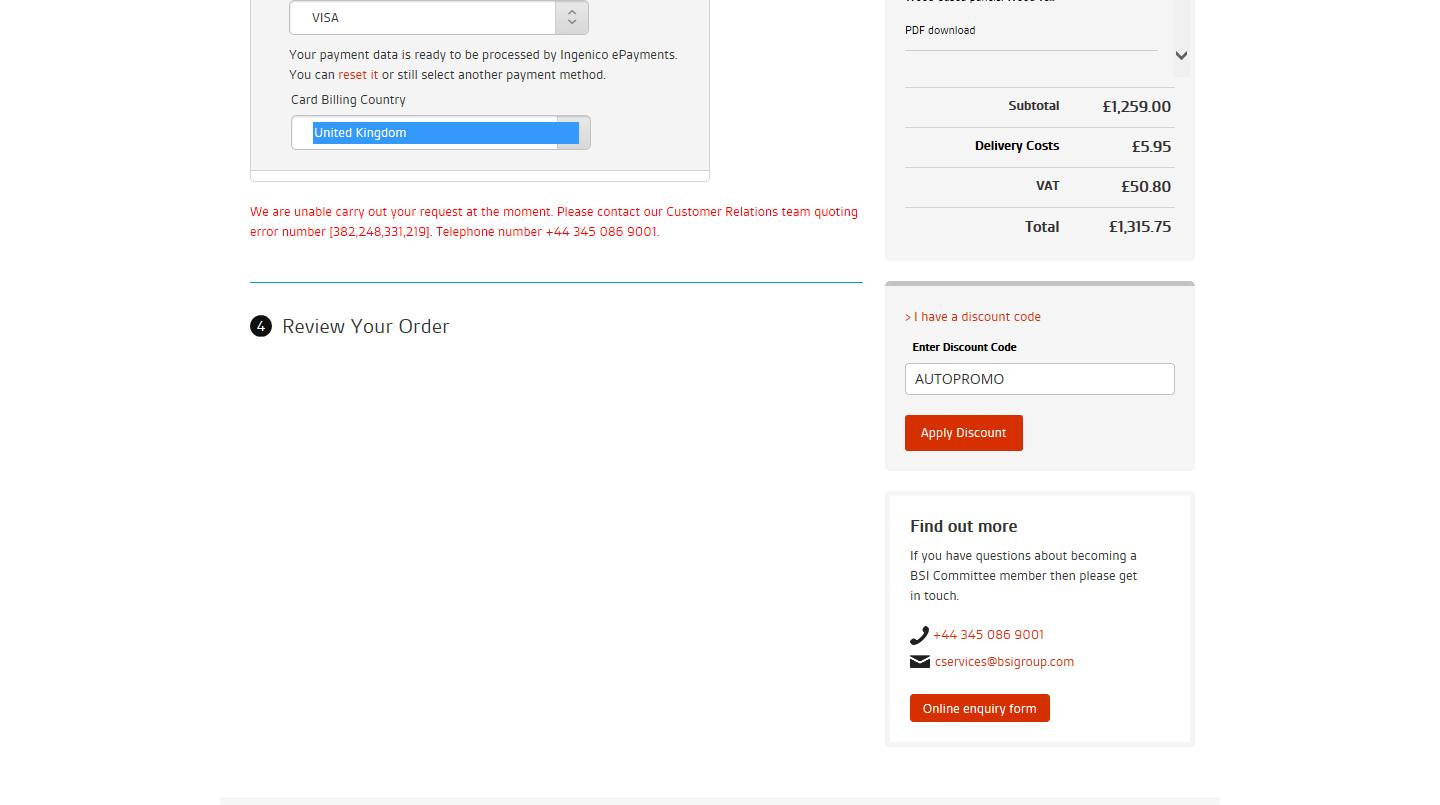 VISA
Your payment data is ready to be processed by Ingenico ePayments.
You can reset it or still select another payment method.
Card Billing Country
United Kingdom
We are unable carry out your request at the moment. Please contact our Customer Relations team quoting
error number [382,248,331,219]. Telephone number +44 345 086 9001.
4 Review Your Order
PDF download
Subtotal £1,259.00
Delivery Costs £5.95
VAT £50.80
Total £1,315.75
> I have a discount code
Enter Discount Code
AUTOPROMO
Apply Discount
Find out more
If you have questions about becoming a
BSI Committee member then please get
in touch.
+44 345 086 9001
cservices@bsigroup.com
Online enquiry form